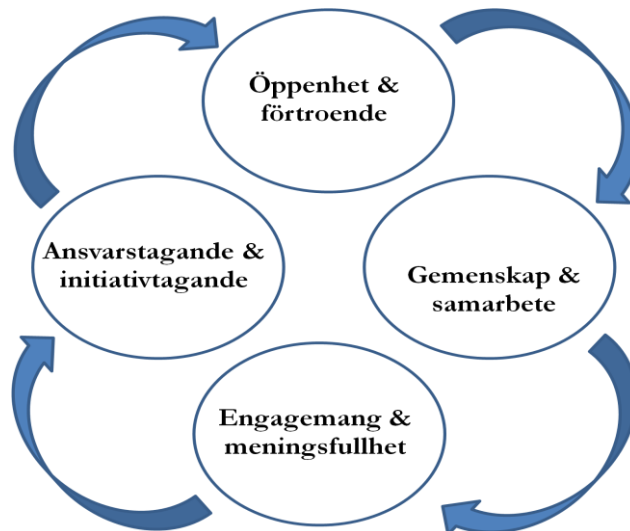 Öppenhet &
förtroende
Ansvarstagande &
initiativtagande
Gemenskap &
samarbete
Engagemang &
meningsfullhet